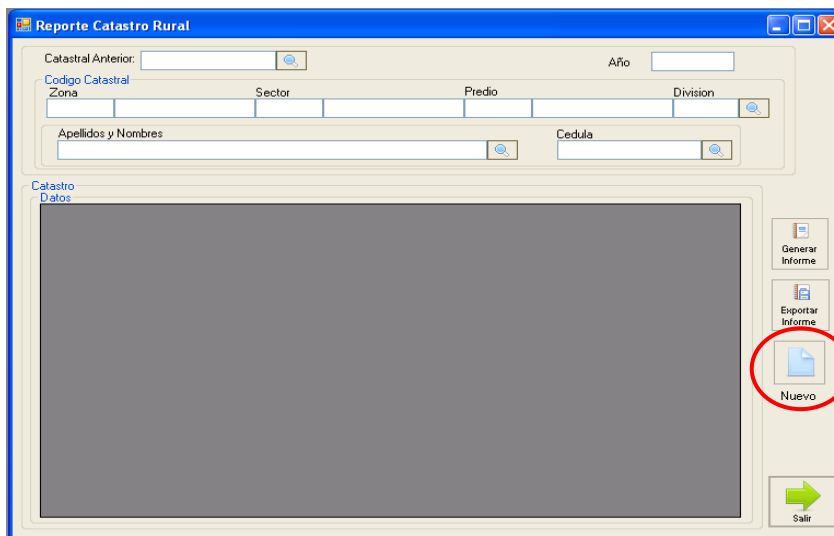 Reporte Catastro Rural
Catastral Anterior:
Año
Codigo Catastral
Zona Sector Predio Division
Apellidos y Nombres Cedula
Catastro
Datos
Generar
Informe
Exportar
Informe
Nuevo
Salir